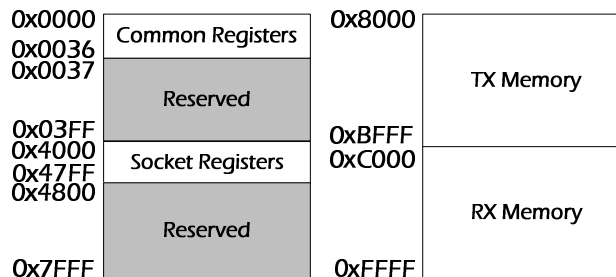 0x0000
Common Registers
0x0036
0x0037
Reserved
0x03FF
0x4000
Socket Registers
0x47FF
0x4800
Reserved
0x7FFF
0x8000
TX Memory
0xBFFF
0xC000
RX Memory
0xFFFF